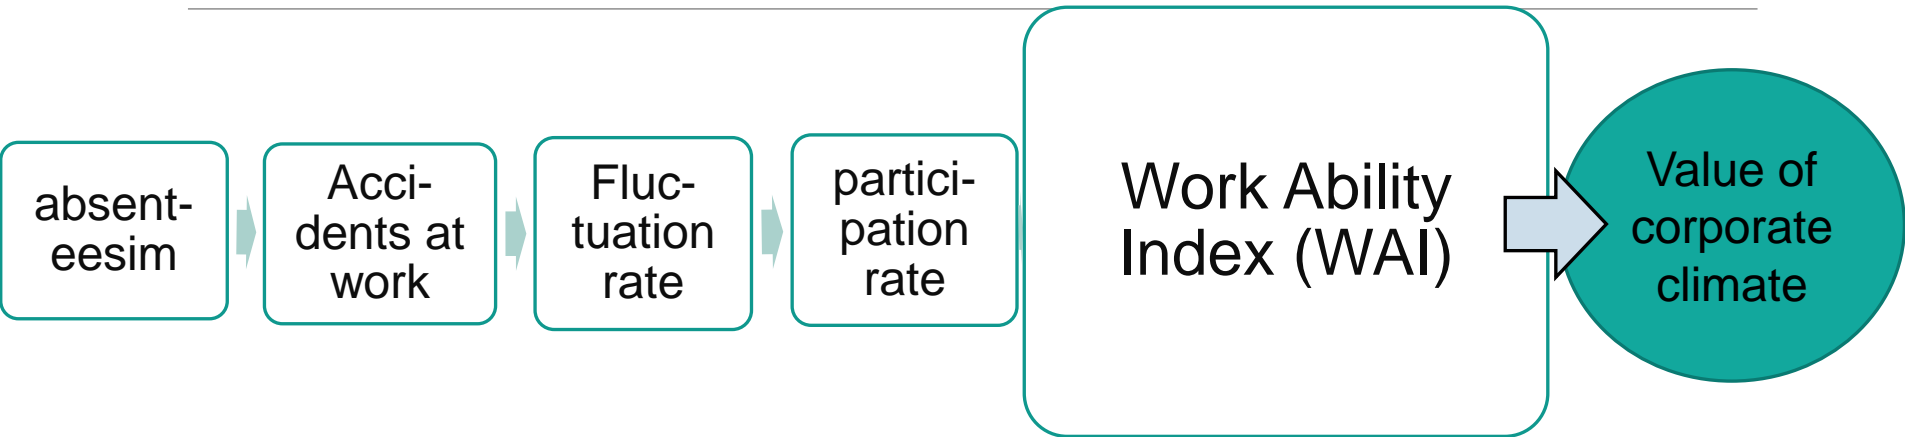 absent-
eesim
Acci-
dents at
work
Fluc-
tuation
rate
partici-
pation
rate
Work Ability
Index (WAI)
Value of
corporate
climate